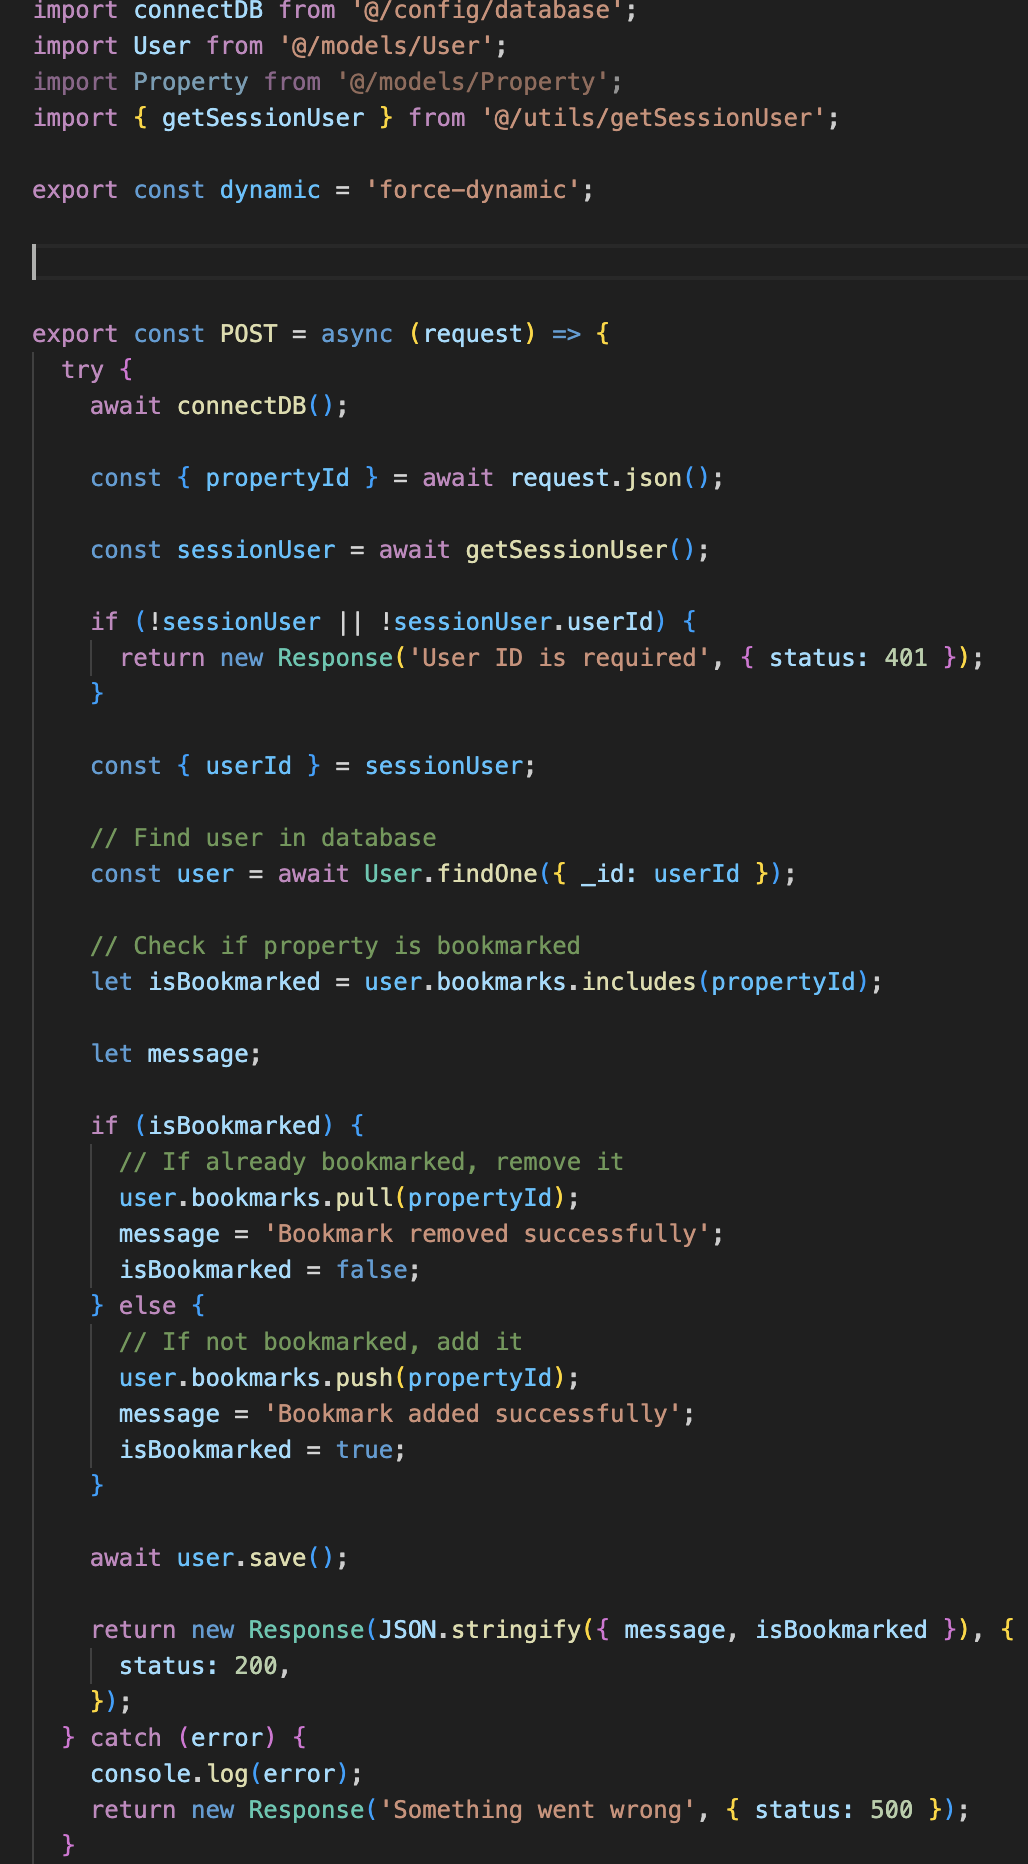 import connectDB from '@/config/database';
import User from '@/models/User';
import Property from '@/models/Property';
import { getSessionUser } from '@/utils/getSessionUser';

export const dynamic = 'force-dynamic';


export const POST = async (request) => {
  try {
    await connectDB();

    const { propertyId } = await request.json();

    const sessionUser = await getSessionUser();

    if (!sessionUser || !sessionUser.userId) {
      return new Response('User ID is required', { status: 401 });
    }

    const { userId } = sessionUser;

    // Find user in database
    const user = await User.findOne({ _id: userId });

    // Check if property is bookmarked
    let isBookmarked = user.bookmarks.includes(propertyId);

    let message;

    if (isBookmarked) {
      // If already bookmarked, remove it
      user.bookmarks.pull(propertyId);
      message = 'Bookmark removed successfully';
      isBookmarked = false;
    } else {
      // If not bookmarked, add it
      user.bookmarks.push(propertyId);
      message = 'Bookmark added successfully';
      isBookmarked = true;
    }

    await user.save();

    return new Response(JSON.stringify({ message, isBookmarked }), {
      status: 200,
    });
  } catch (error) {
    console.log(error);
    return new Response('Something went wrong', { status: 500 });
  }